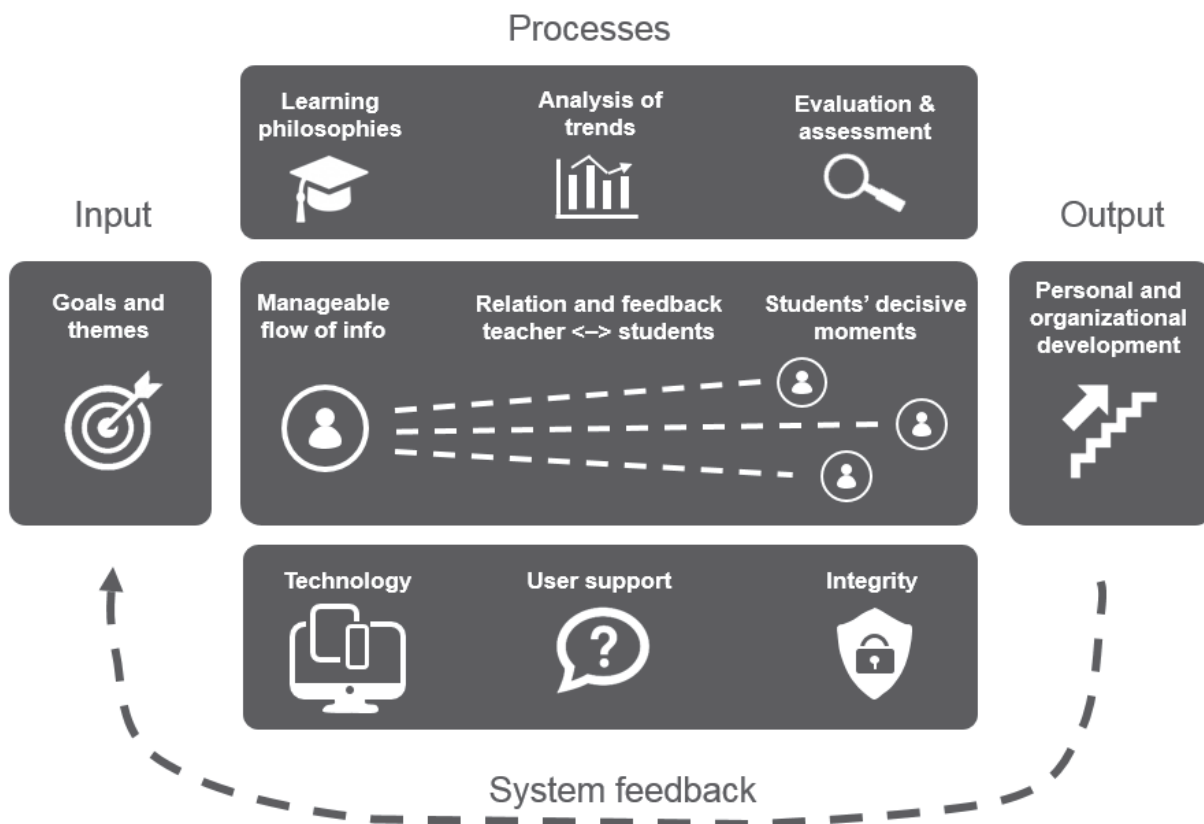 Processes
Learning
philosophies
Analysis of
trends
Evaluation &
assessment
Input
Output
Goals and
themes
Manageable
flow of info
Relation and feedback
teacher <–> students
Students’ decisive
moments
Personal and
organizational
development
Technology
User support
?
Integrity
System feedback